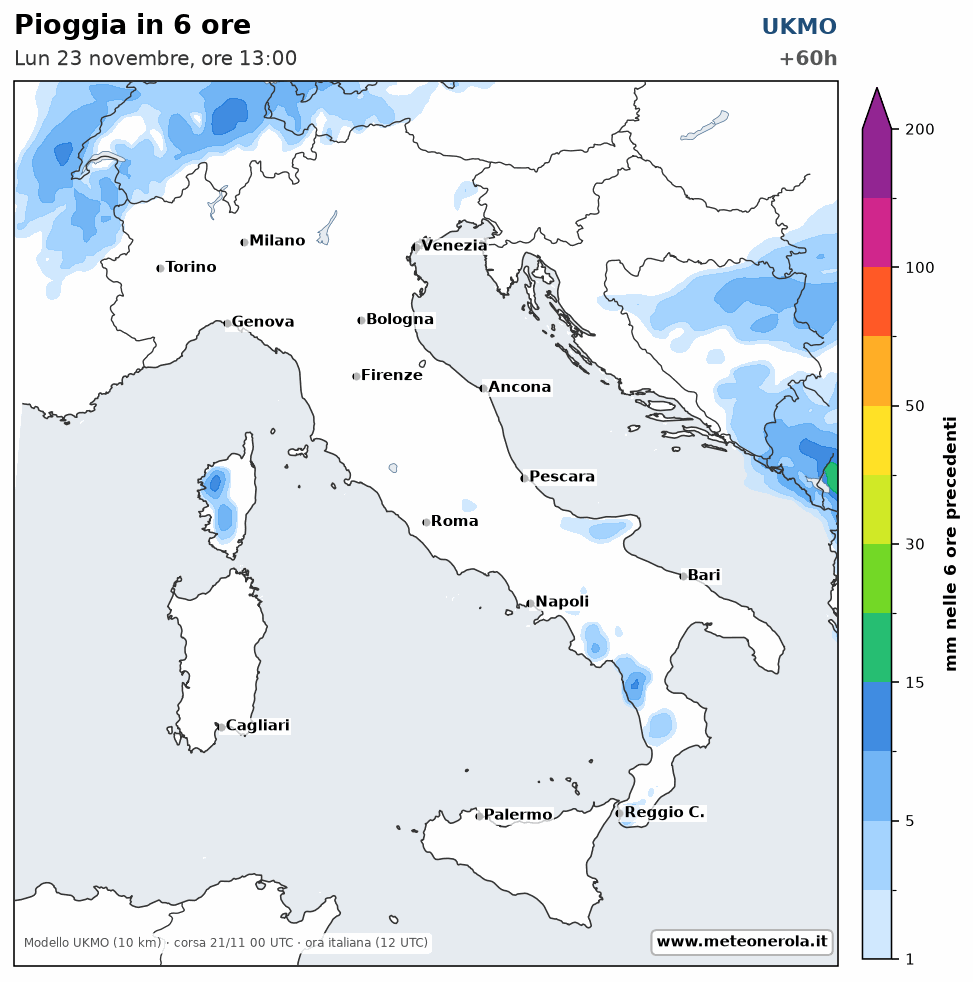 Pioggia in 6 ore
UKMO
Lun 23 novembre, ore 13:00
+60h
200
Milano
Venezia
Torino
100
Genova
Bologna
Firenze
Ancona
50
Pescara
Roma
30
Bari
Napoli
15
Cagliari
Palermo
Reggio C.
5
mm nelle 6 ore precedenti
Modello UKMO (10 km) · corsa 21/11 00 UTC · ora italiana (12 UTC)
www.meteonerola.it
1